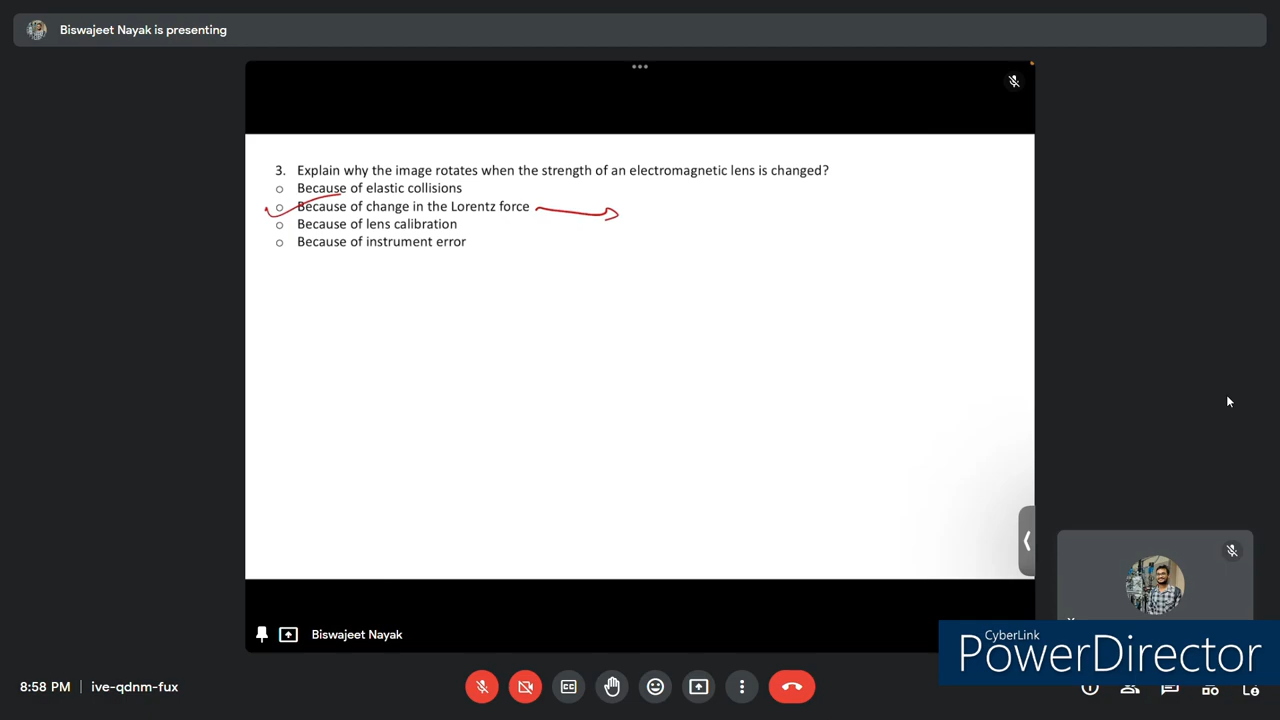 Biswajeet Nayak is presenting
3. Explain why the image rotates when the strength of an electromagnetic lens is changed?
Because of elastic collisions
Because of change in the Lorentz force
Because of lens calibration
Because of instrument error
Biswajeet Nayak
CyberLink
PowerDirector
8:58 PM | ive-qdnm-fux